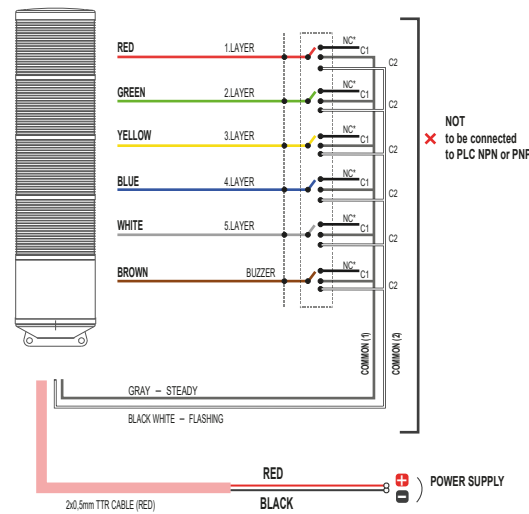 RED 1.LAYER NC* C1 C2
GREEN 2.LAYER NC* C1 C2
YELLOW 3.LAYER NC* C1 C2
BLUE 4.LAYER NC* C1 C2
WHITE 5.LAYER NC* C1 C2
BROWN BUZZER NC* C1 C2
NOT
to be connected
to PLC NPN or PNP
COMMON (1)
COMMON (2)
GRAY – STEADY
BLACK WHITE – FLASHING
RED
BLACK
POWER SUPPLY
2x0,5mm TTR CABLE (RED)